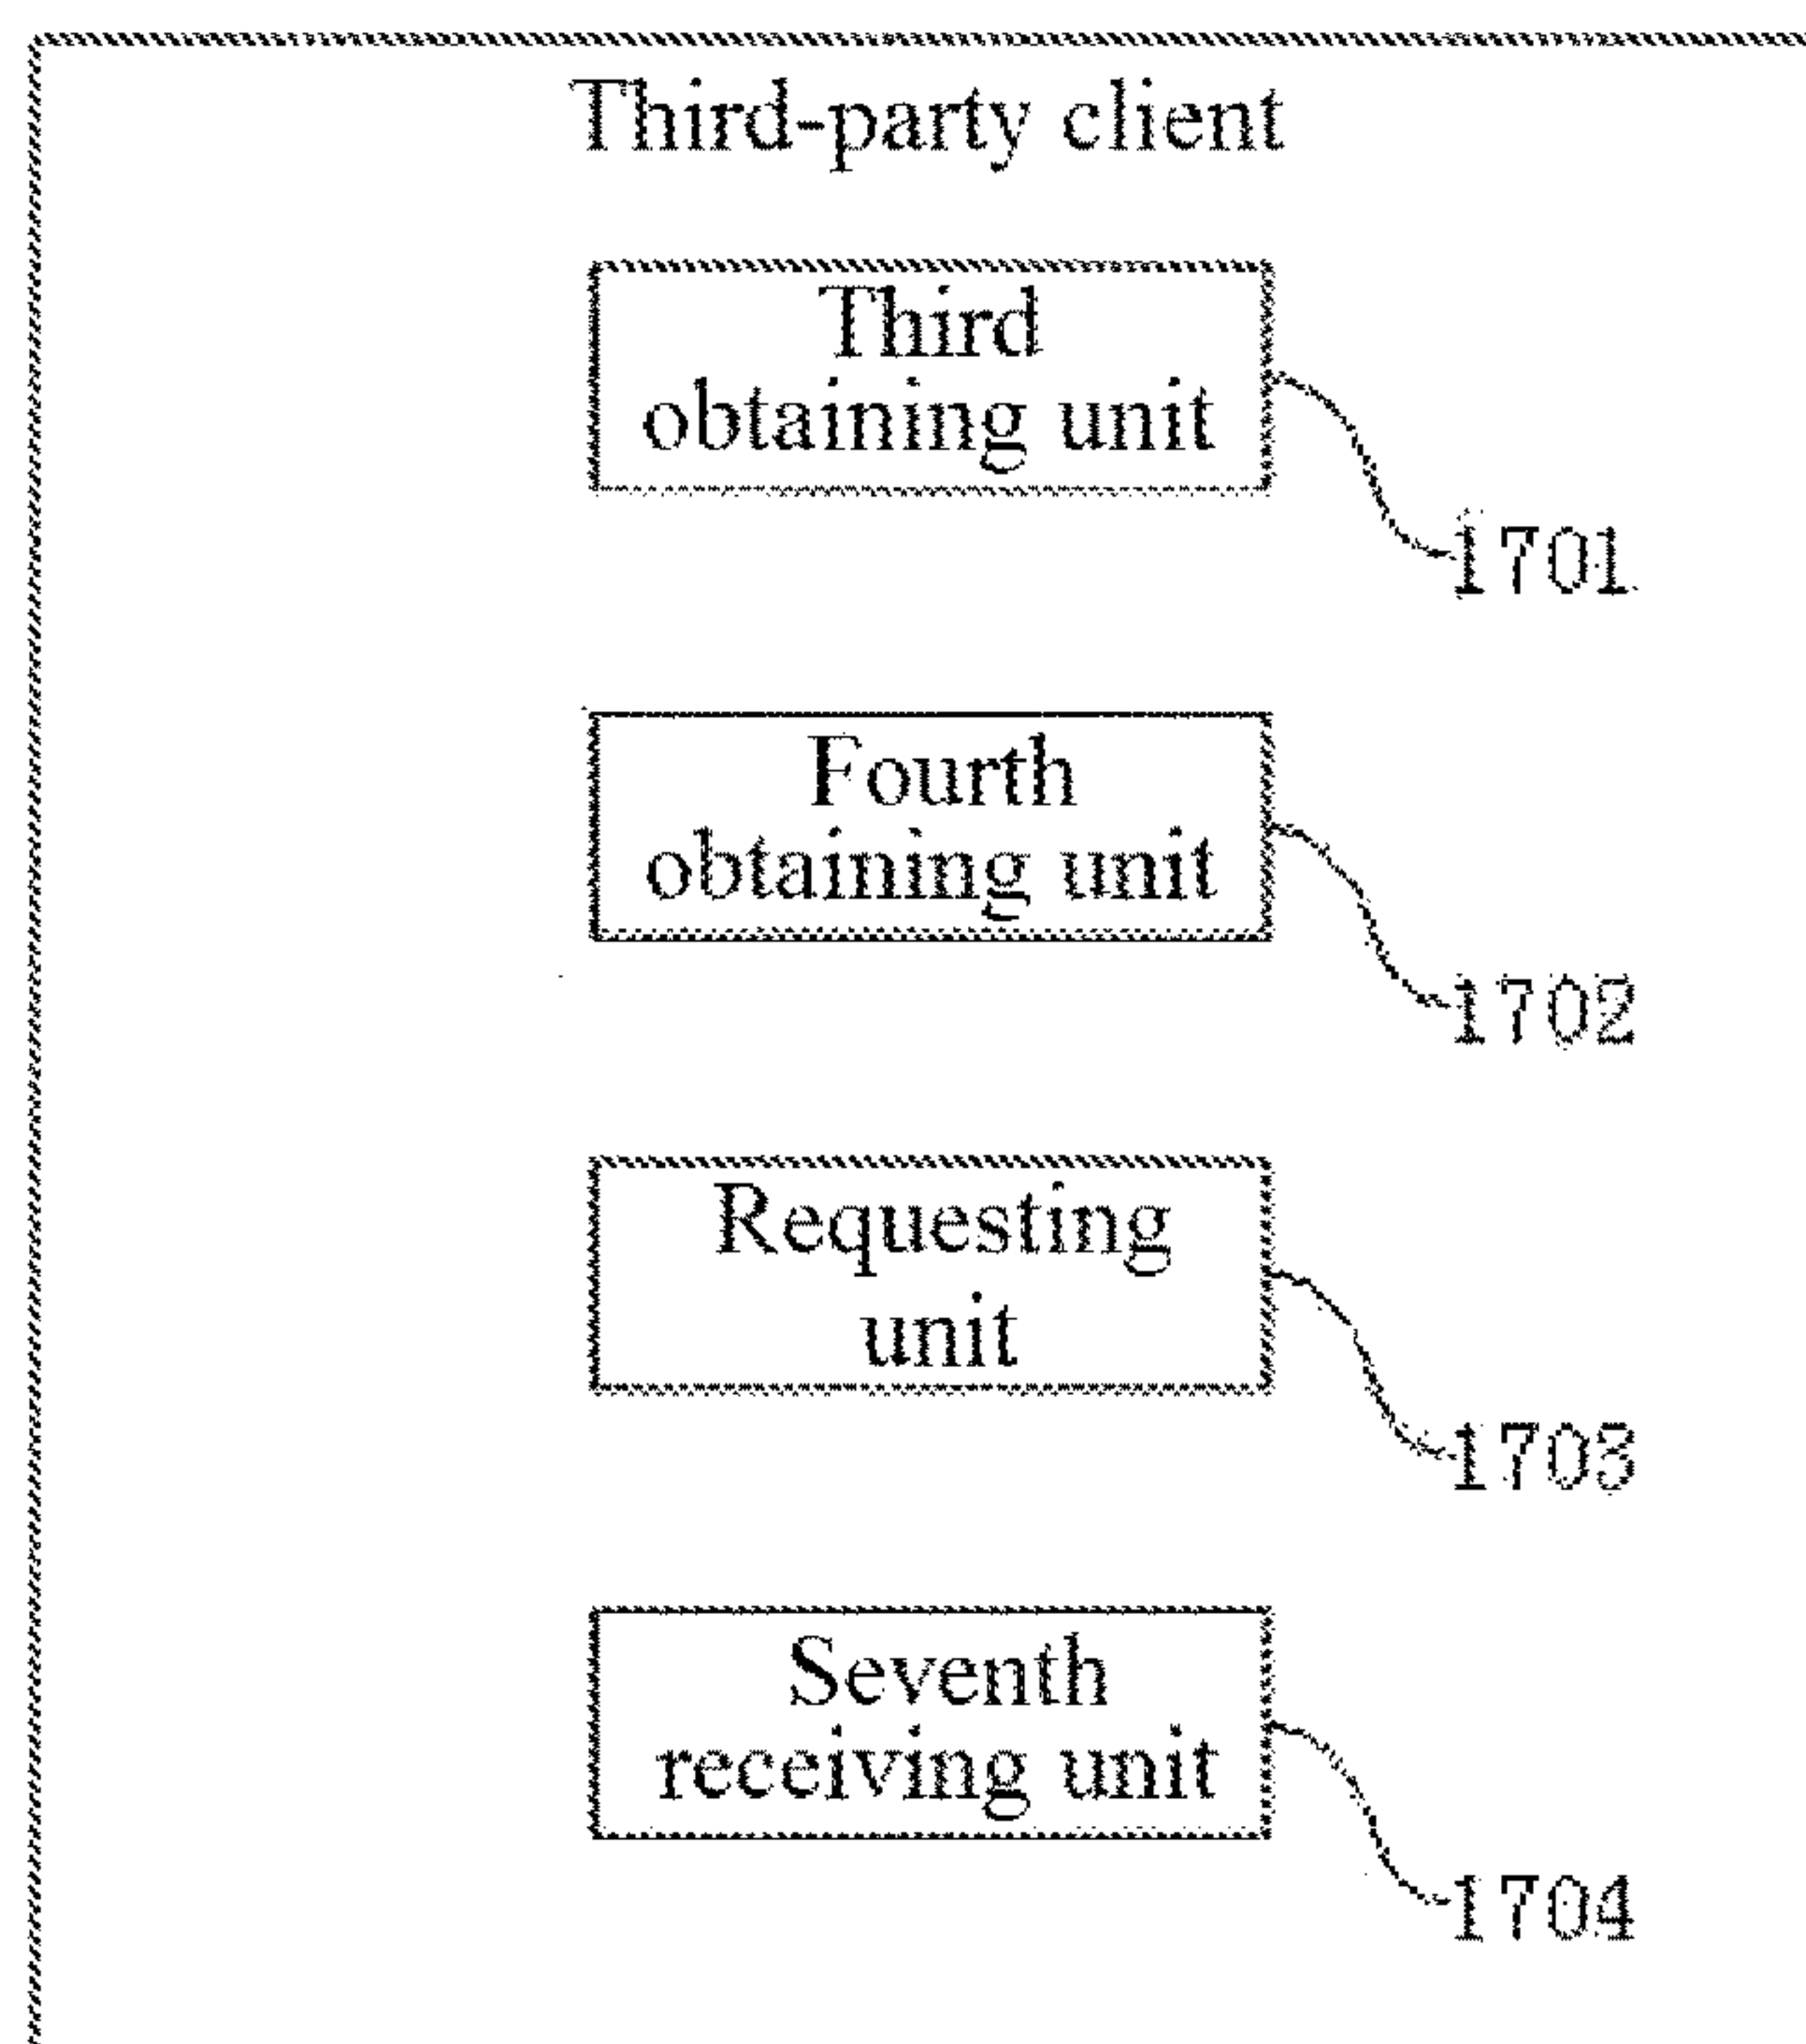 Third-party client
Third
obtaining unit
1701
Fourth
obtaining unit
1702
Requesting
unit
1703
Seventh
receiving unit
1704